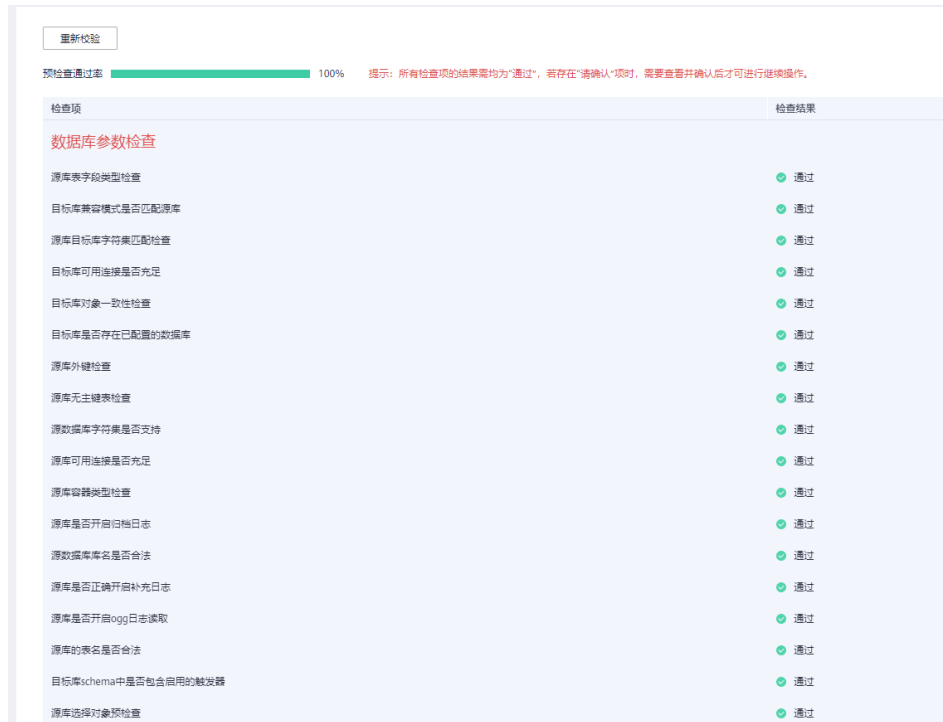 重新校验
预检查通过率 100% 提示：所有检查项的结果需均为"通过"，若存在"请确认"项时，需要查看并确认后才可进行继续操作。
检查项 检查结果
数据库参数检查
源库表字段类型检查 通过
目标库兼容模式是否匹配源库 通过
源库目标库字符集匹配检查 通过
目标库可用连接是否充足 通过
目标库对象一致性检查 通过
目标库是否存在已配置的数据库 通过
源库外键检查 通过
源库无主键表检查 通过
源数据库字符集是否支持 通过
源库可用连接是否充足 通过
源库容器类型检查 通过
源库是否开启归档日志 通过
源数据库库名是否合法 通过
源库是否正确开启补充日志 通过
源库是否开启ogg日志读取 通过
源库的表名是否合法 通过
目标库schema中是否包含启用的触发器 通过
源库选择对象预检查 通过